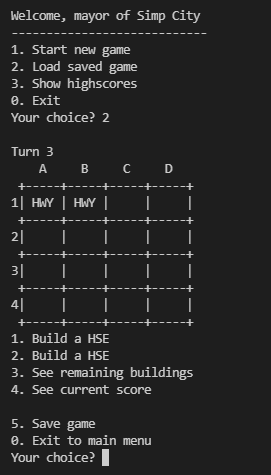 Welcome, mayor of Simp City
----------------------------
1. Start new game
2. Load saved game
3. Show highscores
0. Exit
Your choice? 2

Turn 3
    A     B     C     D
 +-----+-----+-----+-----+
1| HWY | HWY |     |     |
 +-----+-----+-----+-----+
2|     |     |     |     |
 +-----+-----+-----+-----+
3|     |     |     |     |
 +-----+-----+-----+-----+
4|     |     |     |     |
 +-----+-----+-----+-----+
1. Build a HSE
2. Build a HSE
3. See remaining buildings
4. See current score

5. Save game
0. Exit to main menu
Your choice?